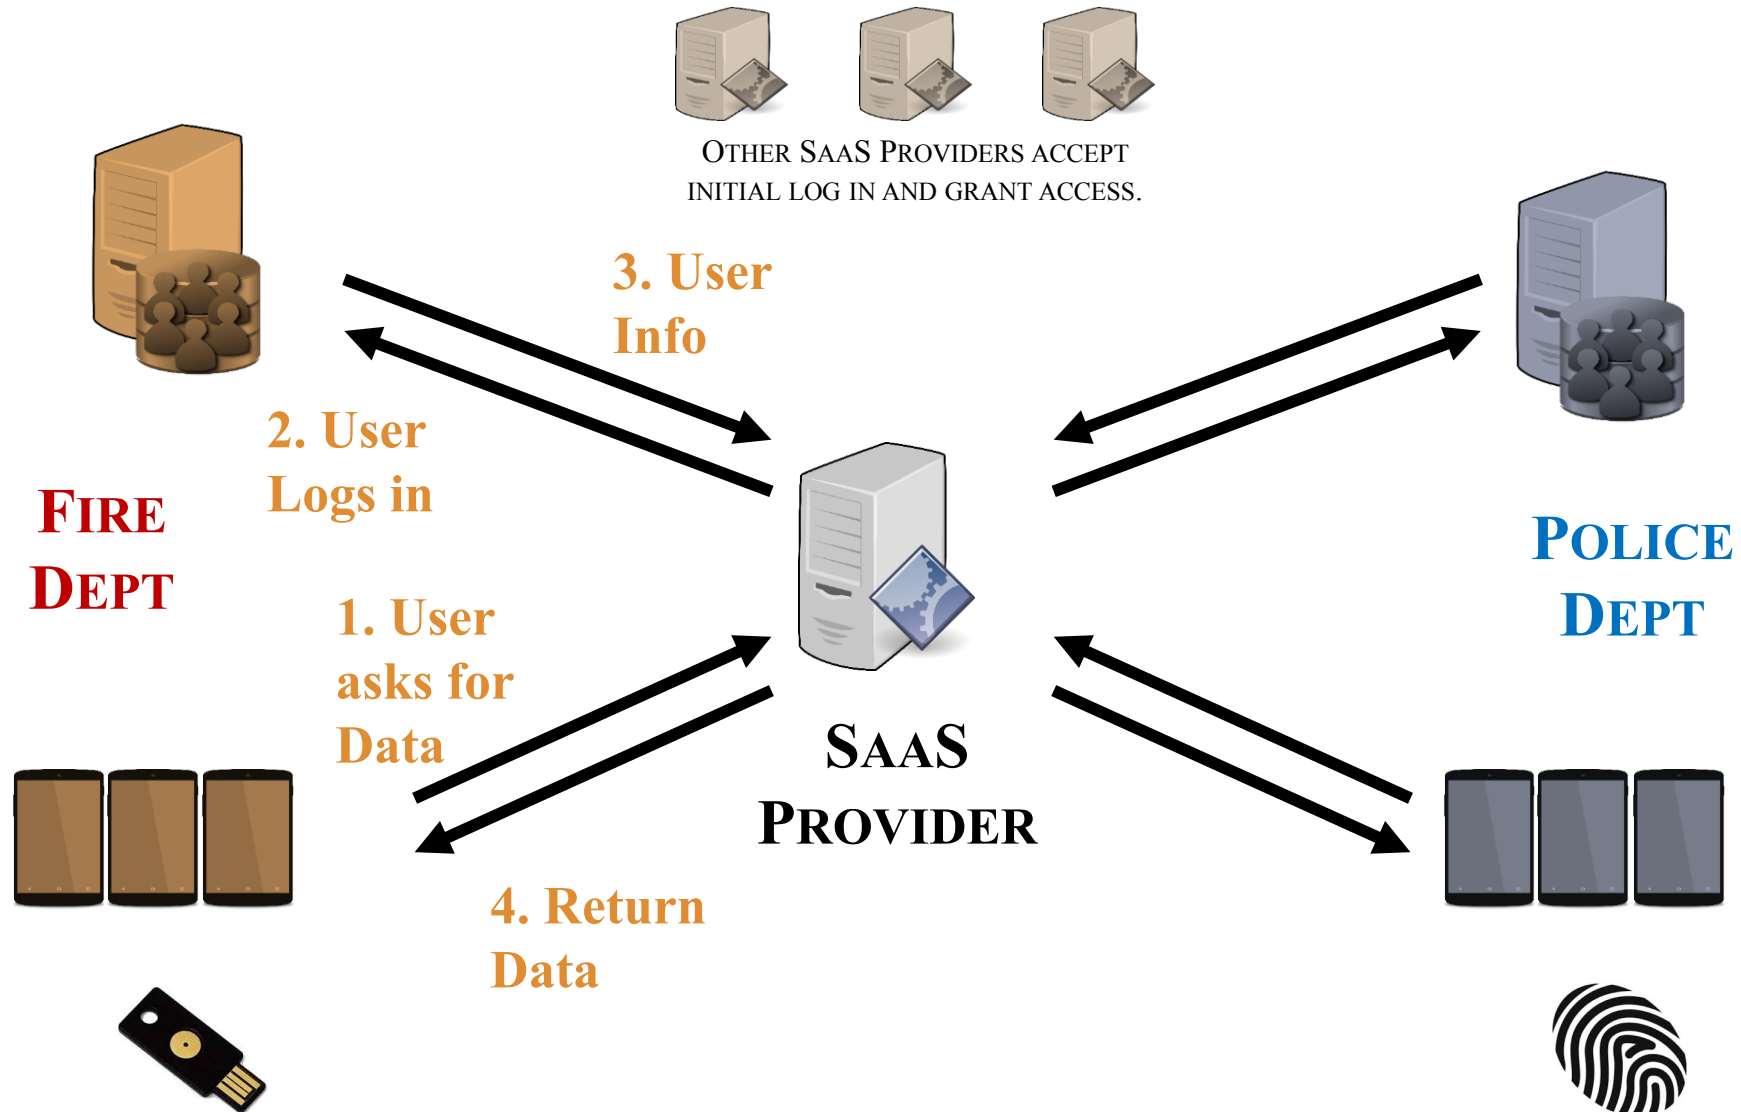 OTHER SAAS PROVIDERS ACCEPT
INITIAL LOG IN AND GRANT ACCESS.
3. User
Info
2. User
Logs in
FIRE
DEPT
POLICE
DEPT
1. User
asks for
Data
SAAS
PROVIDER
4. Return
Data